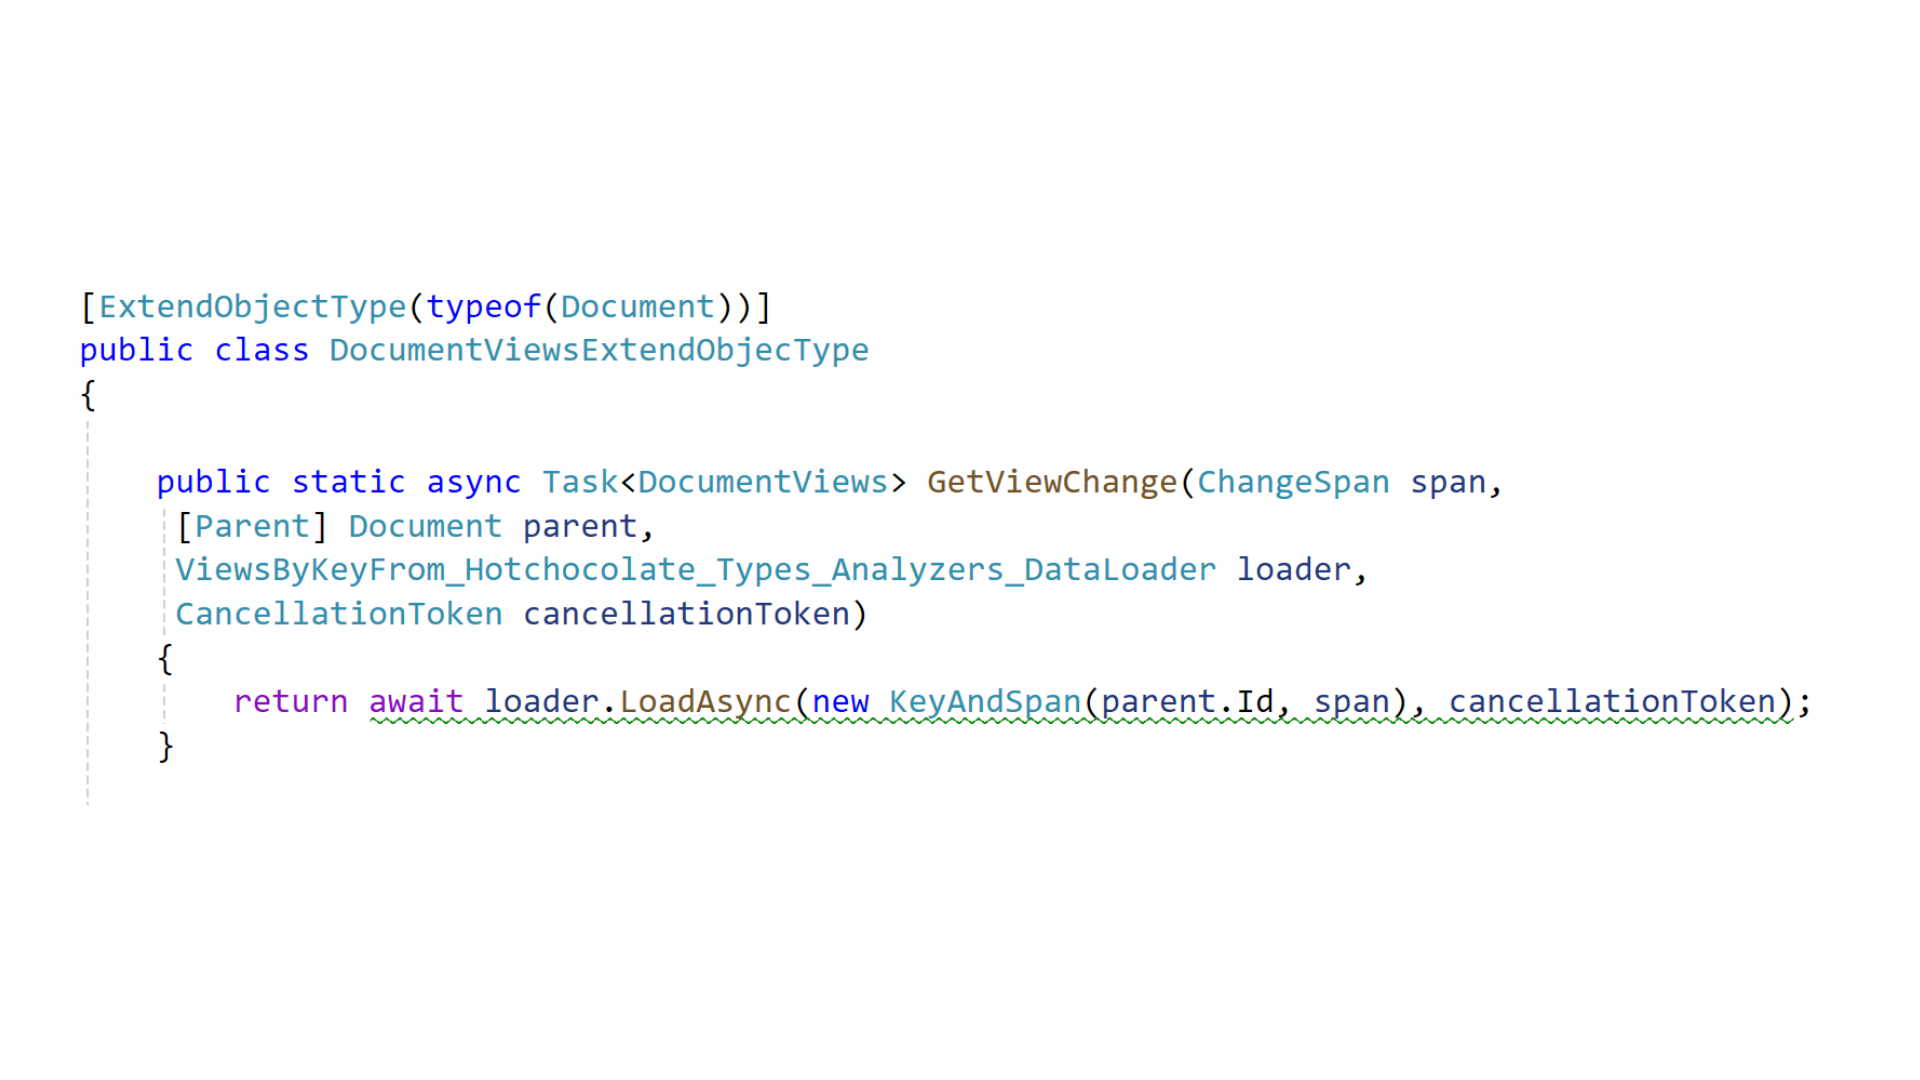 [ExtendObjectType(typeof(Document))]
public class DocumentViewsExtendObjecType
{
public static async Task<DocumentViews> GetViewChange(ChangeSpan span,
[Parent] Document parent,
ViewsByKeyFrom_Hotchocolate_Types_Analyzers_DataLoader loader,
CancellationToken cancellationToken)
{
return await loader.LoadAsync(new KeyAndSpan(parent.Id, span), cancellationToken);
}